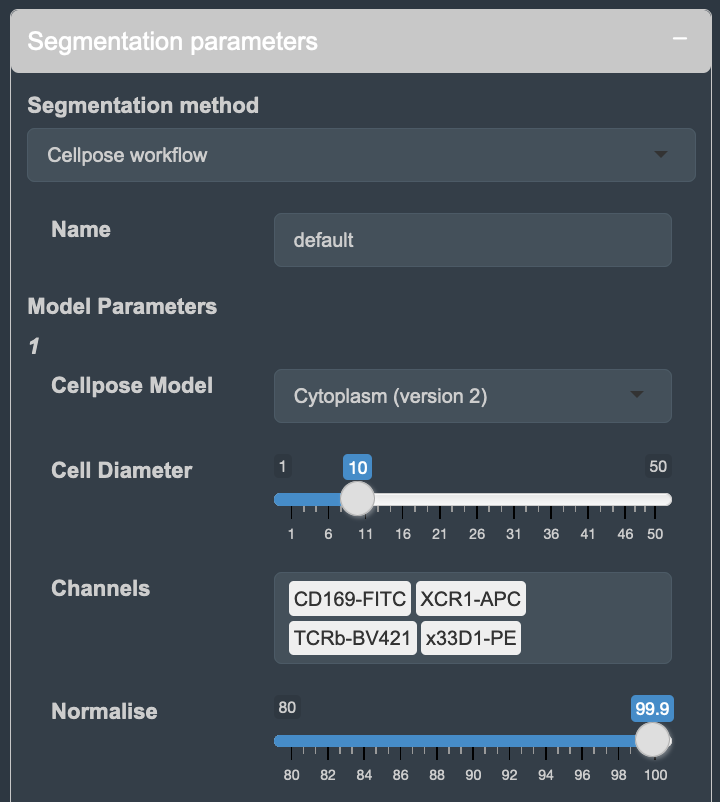 Segmentation parameters −
Segmentation method
Cellpose workflow
Name default
Model Parameters
1
Cellpose Model Cytoplasm (version 2)
Cell Diameter 1 10 50
1 6 11 16 21 26 31 36 41 46 50
Channels CD169-FITC XCR1-APC
TCRb-BV421 x33D1-PE
Normalise 80 99.9
80 82 84 86 88 90 92 94 96 98 100